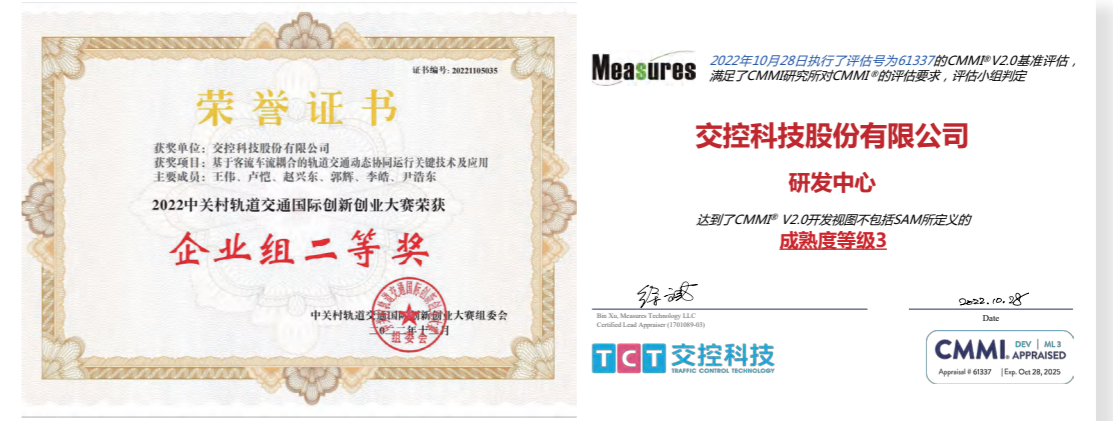 证书编号: 20221105035
荣誉证书
获奖单位：交控科技股份有限公司
获奖项目：基于客流车流耦合的轨道交通动态协同运行关键技术及应用
主要成员：王伟、卢恺、赵兴东、郭辉、李皓、尹浩东
2022中关村轨道交通国际创新创业大赛荣获
企业组二等奖
中关村轨道交通国际创新创业大赛组委会
二〇二二年十二月
组委会
Measures
2022年10月28日执行了评估号为61337的CMMI® V2.0基准评估，
满足了CMMI研究所对CMMI ®的评估要求，评估小组判定
交控科技股份有限公司
研发中心
达到了CMMI® V2.0开发视图不包括SAM所定义的
成熟度等级3
2022.10.28
Bin Xu, Measures Technology LLC
Certified Lead Appraiser (1701089-03)
Date
TCT 交控科技
TRAFFIC CONTROL TECHNOLOGY
CMMI® DEV | ML 3
APPRAISED
Appraisal # 61337 | Exp. Oct 28, 2025